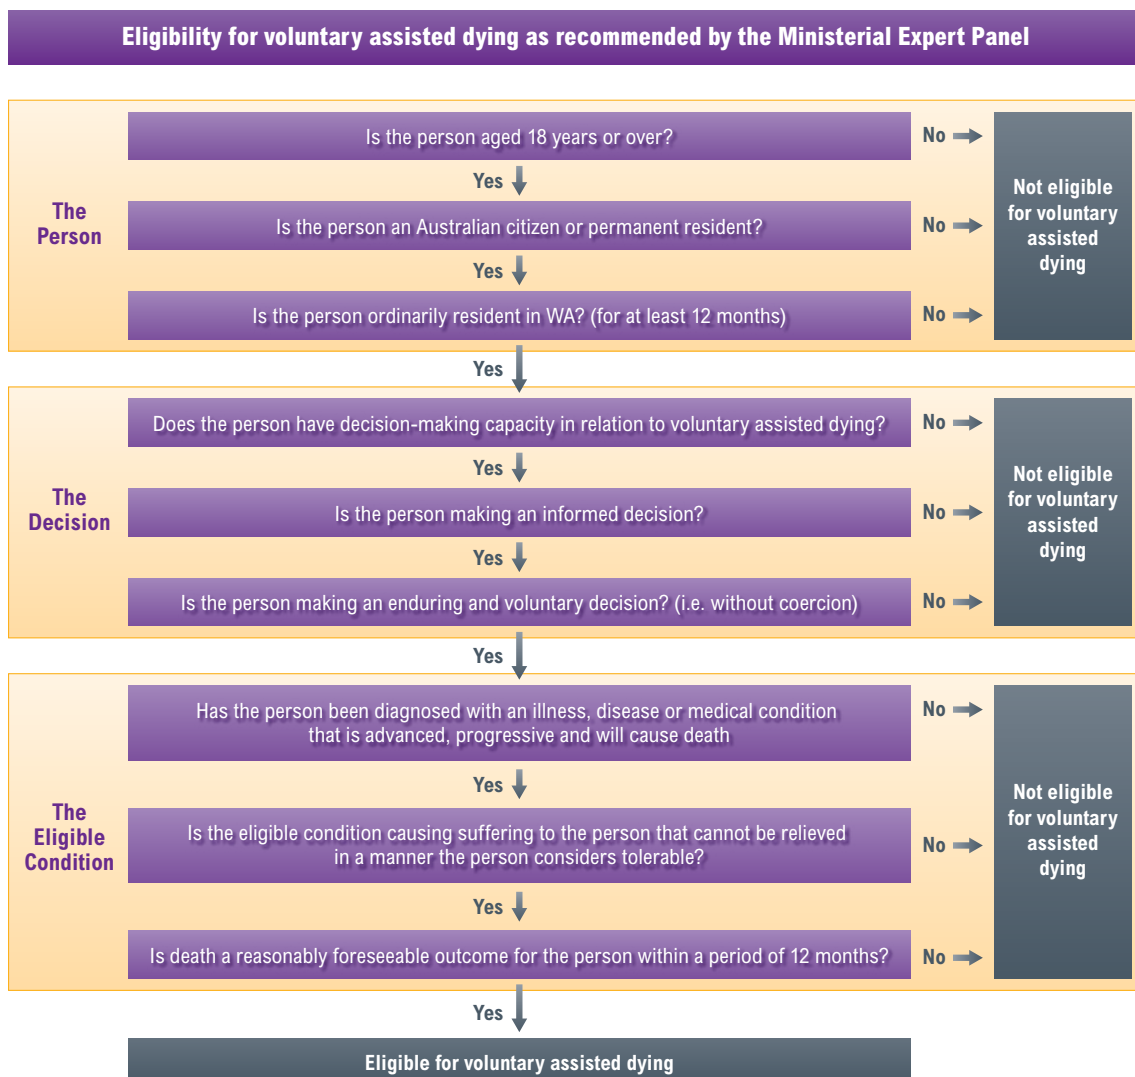 Eligibility for voluntary assisted dying as recommended by the Ministerial Expert Panel
The
Person
Is the person aged 18 years or over?
No
Yes
Is the person an Australian citizen or permanent resident?
No
Yes
Is the person ordinarily resident in WA? (for at least 12 months)
No
Not eligible
for voluntary
assisted
dying
Yes
The
Decision
Does the person have decision-making capacity in relation to voluntary assisted dying?
No
Yes
Is the person making an informed decision?
No
Yes
Is the person making an enduring and voluntary decision? (i.e. without coercion)
No
Not eligible
for voluntary
assisted
dying
Yes
The
Eligible
Condition
Has the person been diagnosed with an illness, disease or medical condition
that is advanced, progressive and will cause death
No
Yes
Is the eligible condition causing suffering to the person that cannot be relieved
in a manner the person considers tolerable?
No
Yes
Is death a reasonably foreseeable outcome for the person within a period of 12 months?
No
Not eligible
for voluntary
assisted
dying
Yes
Eligible for voluntary assisted dying